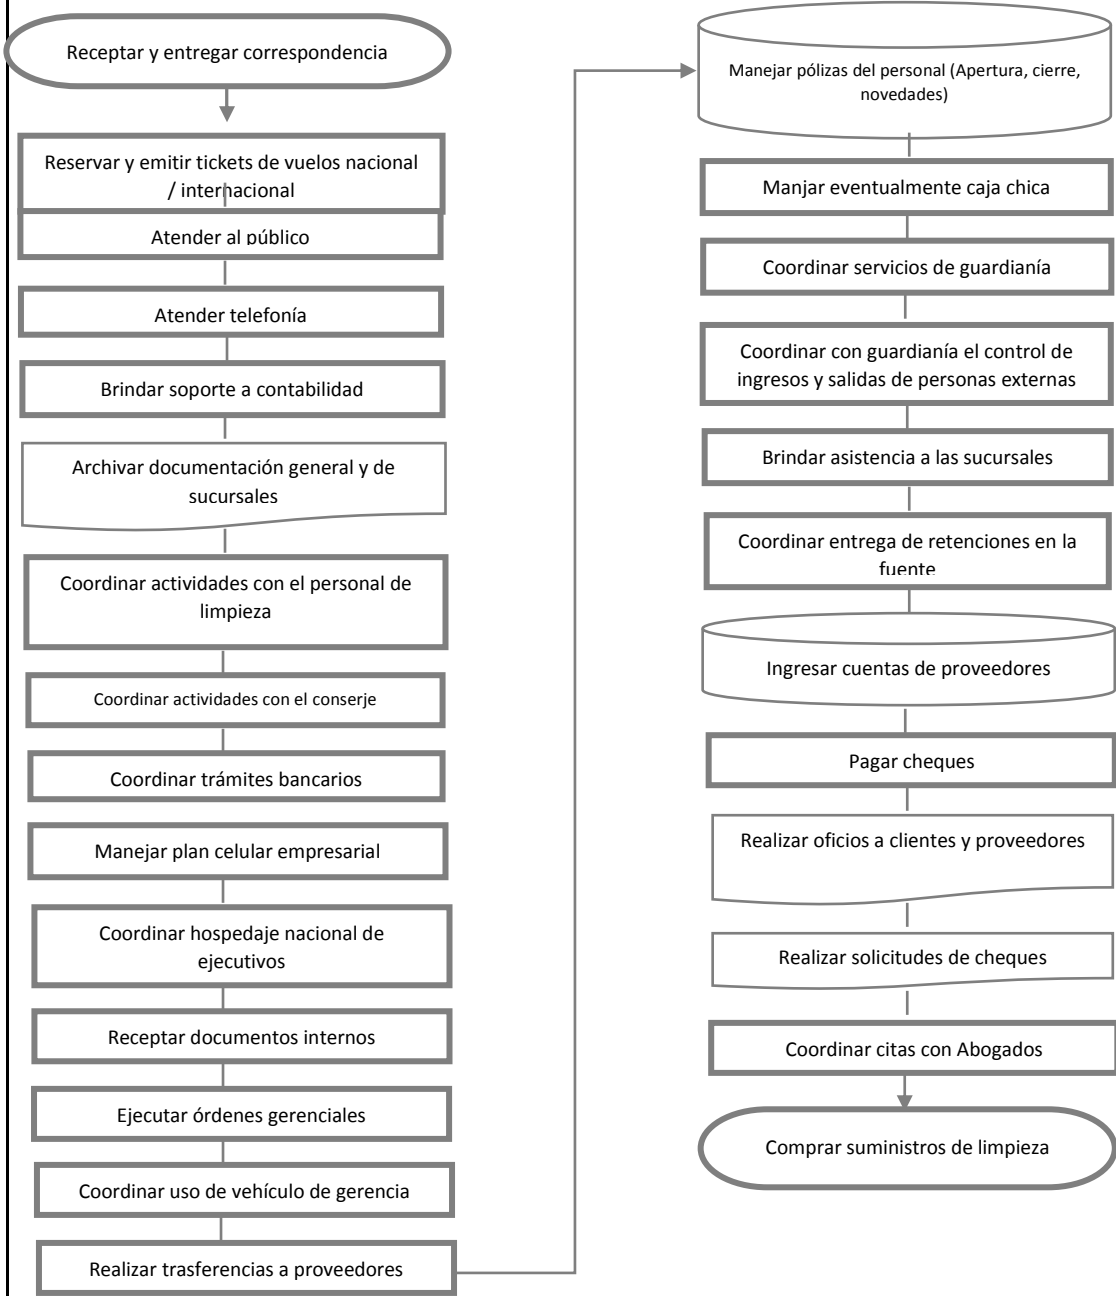 Receptar y entregar correspondencia
Reservar y emitir tickets de vuelos nacional
/ internacional
Atender al público
Atender telefonía
Brindar soporte a contabilidad
Archivar documentación general y de
sucursales
Coordinar actividades con el personal de
limpieza
Coordinar actividades con el conserje
Coordinar trámites bancarios
Manejar plan celular empresarial
Coordinar hospedaje nacional de
ejecutivos
Receptar documentos internos
Ejecutar órdenes gerenciales
Coordinar uso de vehículo de gerencia
Realizar trasferencias a proveedores
Manejar pólizas del personal (Apertura, cierre,
novedades)
Manjar eventualmente caja chica
Coordinar servicios de guardianía
Coordinar con guardianía el control de
ingresos y salidas de personas externas
Brindar asistencia a las sucursales
Coordinar entrega de retenciones en la
fuente
Ingresar cuentas de proveedores
Pagar cheques
Realizar oficios a clientes y proveedores
Realizar solicitudes de cheques
Coordinar citas con Abogados
Comprar suministros de limpieza